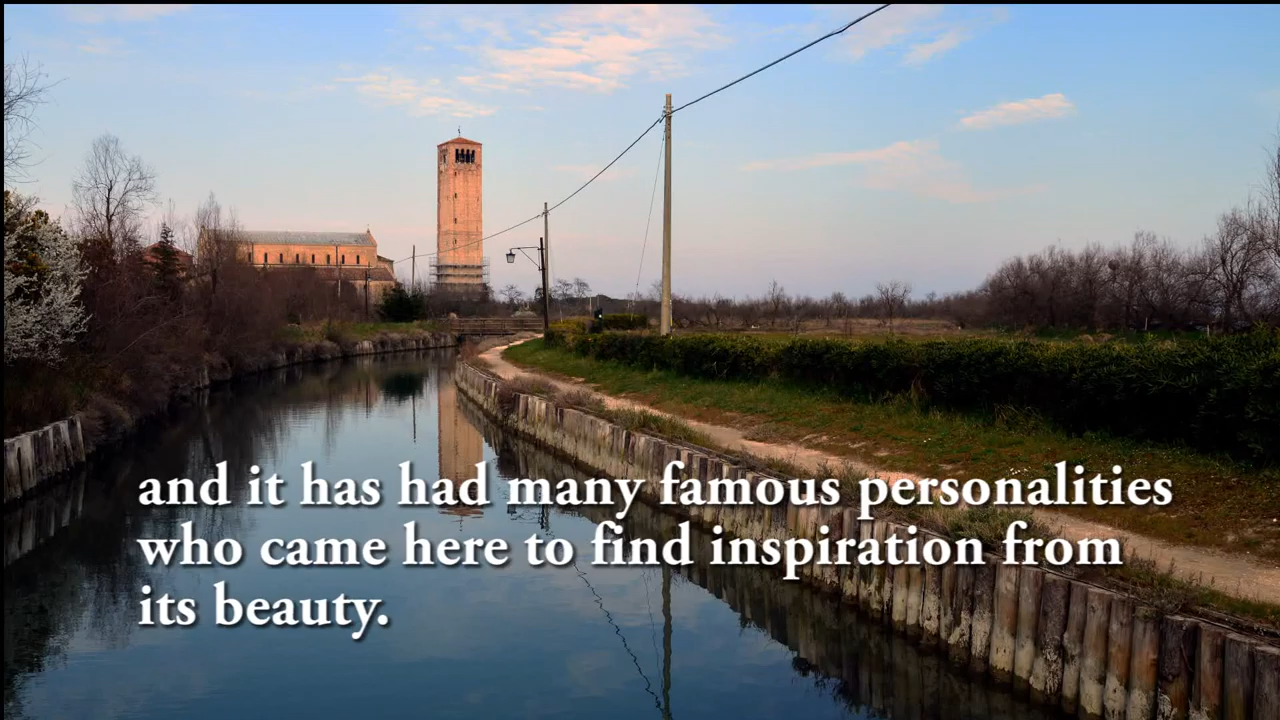 and it has had many famous personalities
who came here to find inspiration from
its beauty.